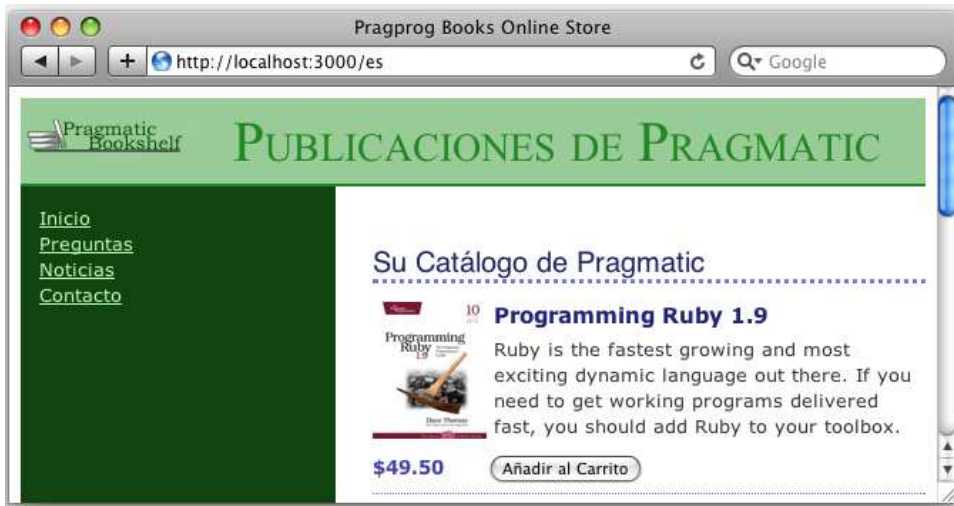 Pragprog Books Online Store
http://localhost:3000/es
Google
Pragmatic
Bookshelf
PUBLICACIONES DE PRAGMATIC
Inicio
Preguntas
Noticias
Contacto
Su Catálogo de Pragmatic
10
Programming
Ruby
1.9
Dave Thomas
Programming Ruby 1.9
Ruby is the fastest growing and most
exciting dynamic language out there. If you
need to get working programs delivered
fast, you should add Ruby to your toolbox.
$49.50
Añadir al Carrito